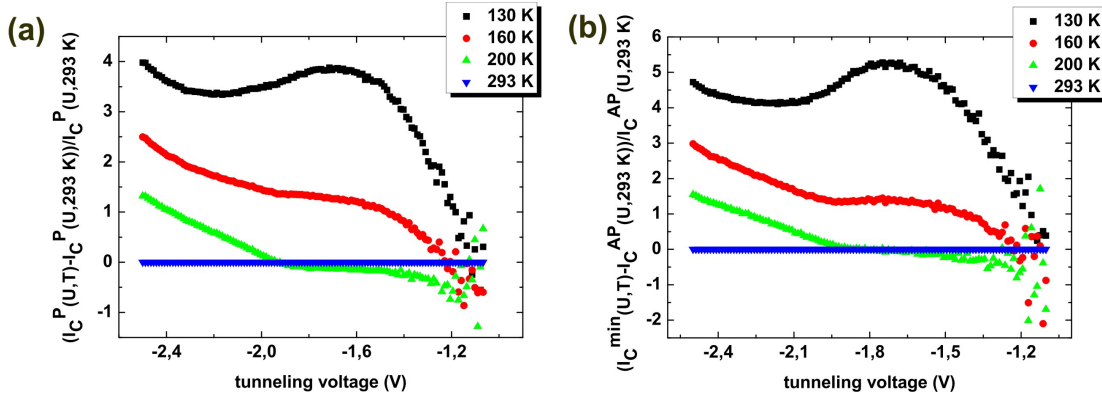 (a)
130 K
160 K
200 K
293 K
(I_C^P(U,T)-I_C^P(U,293 K))/I_C^P(U,293 K)
4
3
2
1
0
-1
-2,4
-2,0
-1,6
-1,2
tunneling voltage (V)
(b)
130 K
160 K
200 K
293 K
(I_C^min(U,T)-I_C^AP(U,293 K))/I_C^AP(U,293 K)
6
5
4
3
2
1
0
-1
-2
-2,4
-2,1
-1,8
-1,5
-1,2
tunneling voltage (V)